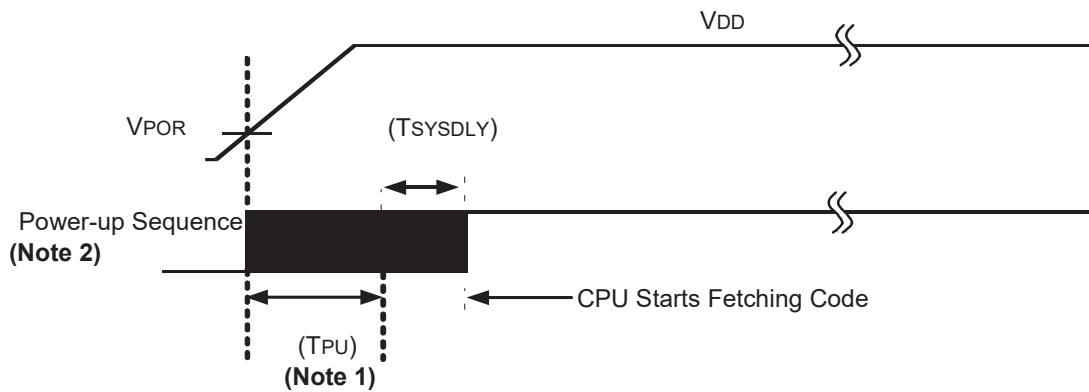 VDD
VPOR
(TSYSDLY)
Power-up Sequence
(Note 2)
CPU Starts Fetching Code
(TPU)
(Note 1)